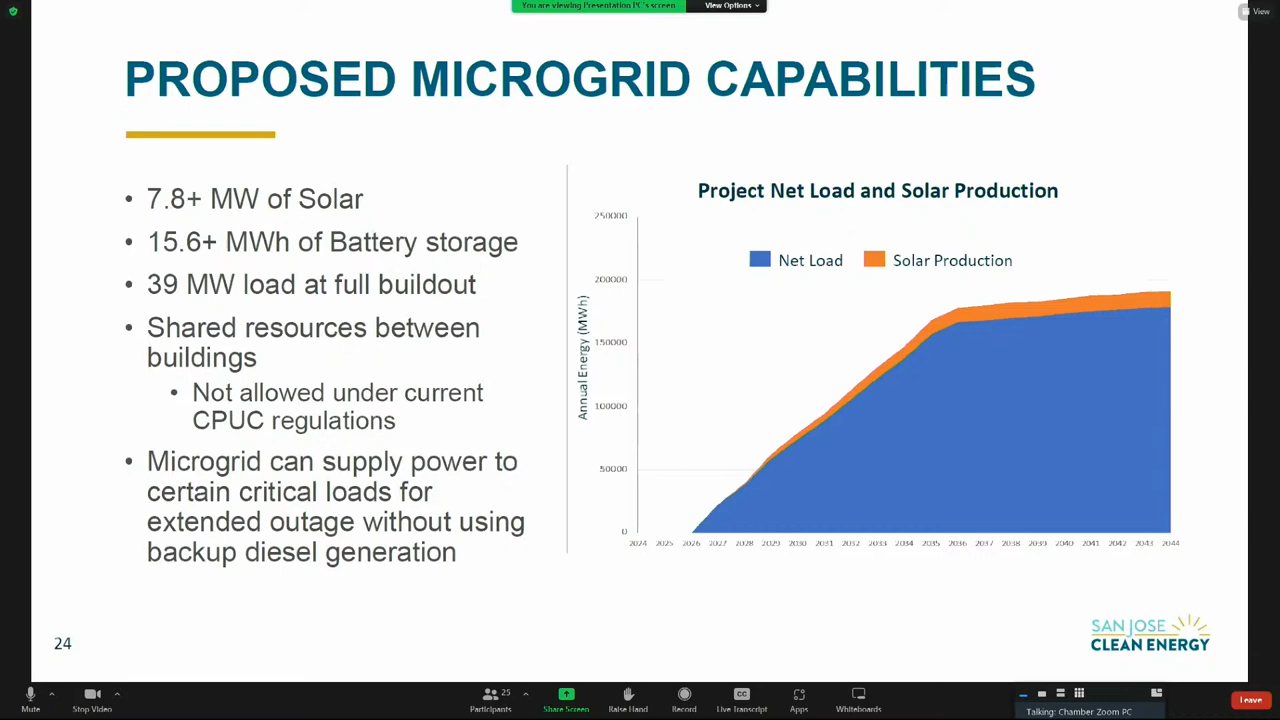 You are viewing Presentation PC's screen
View Options
View
PROPOSED MICROGRID CAPABILITIES
• 7.8+ MW of Solar
• 15.6+ MWh of Battery storage
• 39 MW load at full buildout
• Shared resources between
buildings
• Not allowed under current
CPUC regulations
• Microgrid can supply power to
certain critical loads for
extended outage without using
backup diesel generation
Project Net Load and Solar Production
Net Load
Solar Production
Annual Energy (MWh)
250000
200000
150000
100000
50000
0
2024 2025 2026 2027 2028 2029 2030 2031 2032 2033 2034 2035 2036 2037 2038 2039 2040 2041 2042 2043 2044
24
SAN JOSE
CLEAN ENERGY
Mute
Stop Video
25
Participants
Share Screen
Raise Hand
Record
CC
Live Transcript
Apps
Whiteboards
Talking: Chamber Zoom PC
Leave